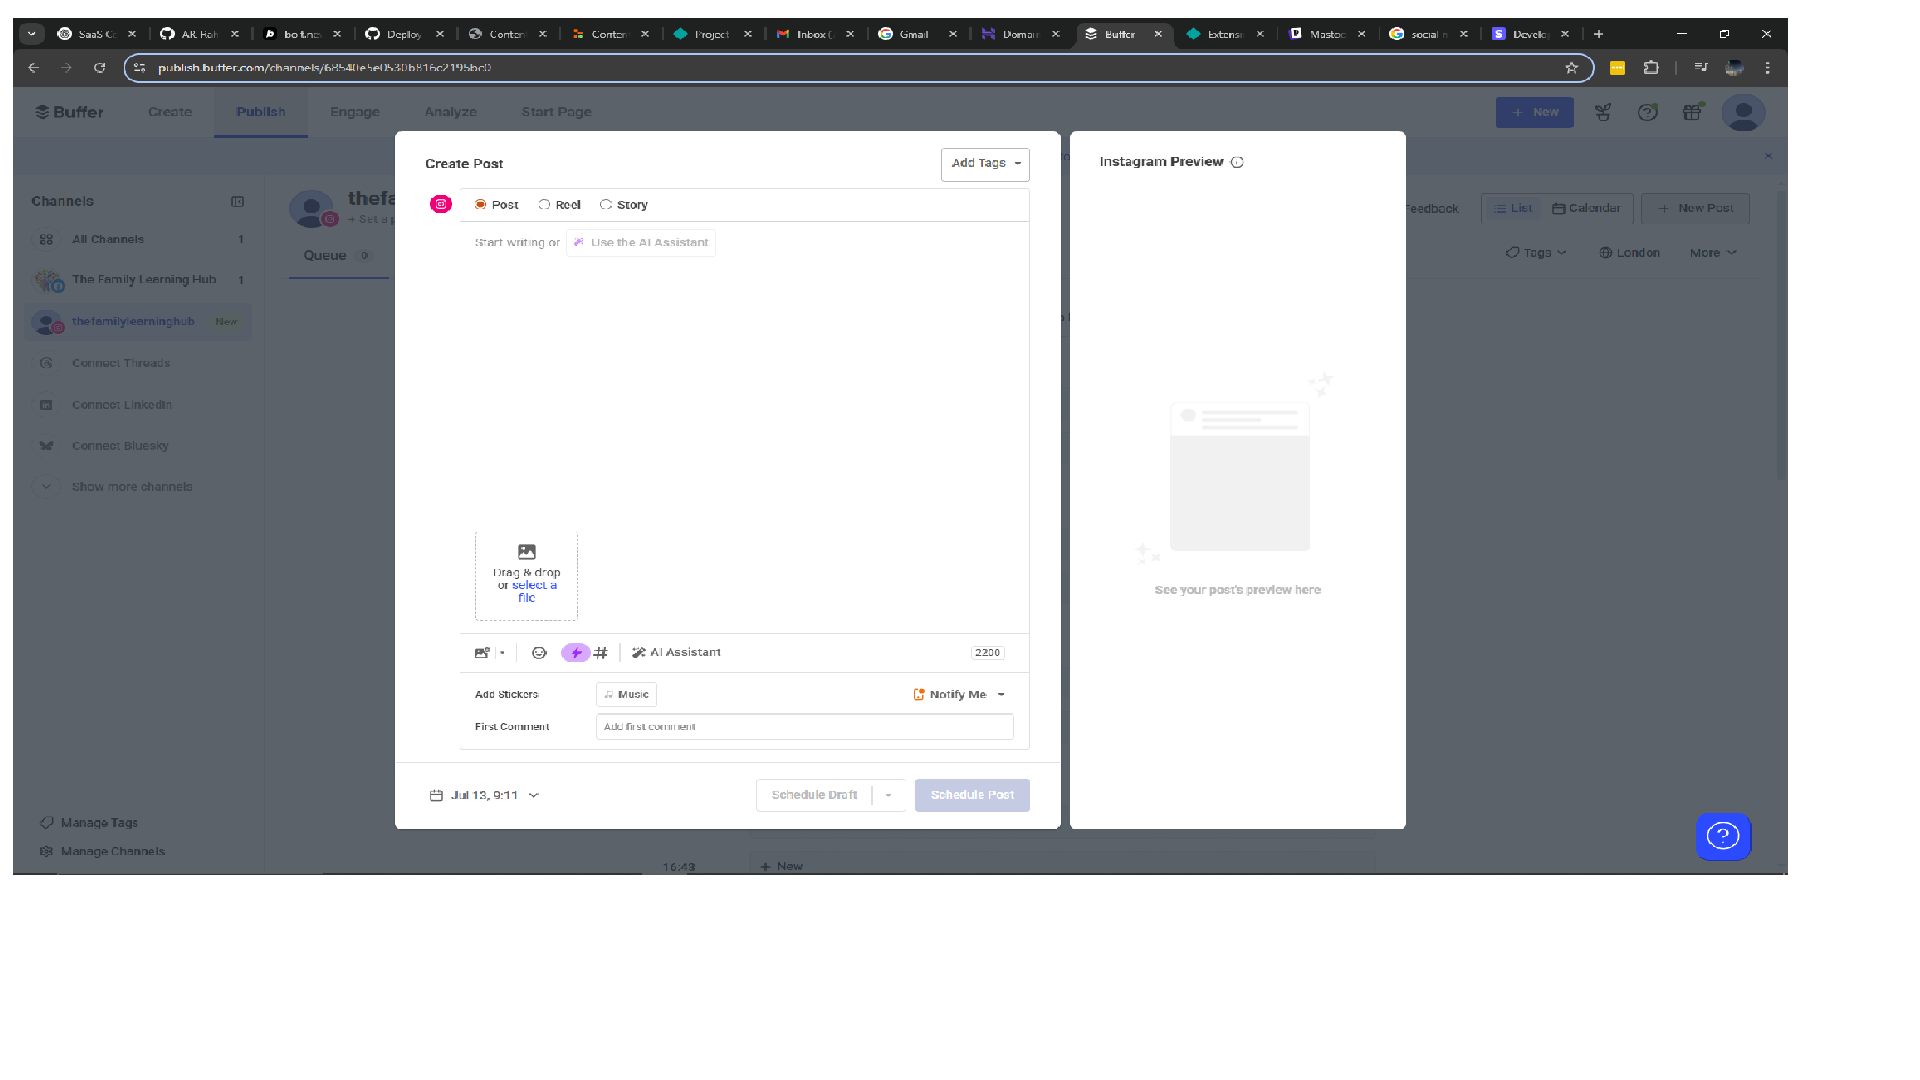 SaaS Co
AR-Rah
bolt.new
Deploy
Conten
Conten
Project
Inbox (
Gmail
Domai
Buffer
Extens
Mastod
social m
Develo
publish.buffer.com/channels/68540e5e0530b816c2195bc0
Buffer
Create
Publish
Engage
Analyze
Start Page
+ New
Create Post
Add Tags
Instagram Preview
Channels
thefa
Feedback
List
Calendar
+ New Post
Post
Reel
Story
+ Set a p
All Channels
1
Start writing or
Use the AI Assistant
Queue 0
Tags
London
More
The Family Learning Hub
1
thefamilylearninghub
New
Connect Threads
Connect LinkedIn
Connect Bluesky
Show more channels
Drag & drop
or select a
file
See your post's preview here
# AI Assistant
2200
Add Stickers
Music
Notify Me
First Comment
Add first comment
Jul 13, 9:11
Schedule Draft
Schedule Post
Manage Tags
Manage Channels
16:43
+ New